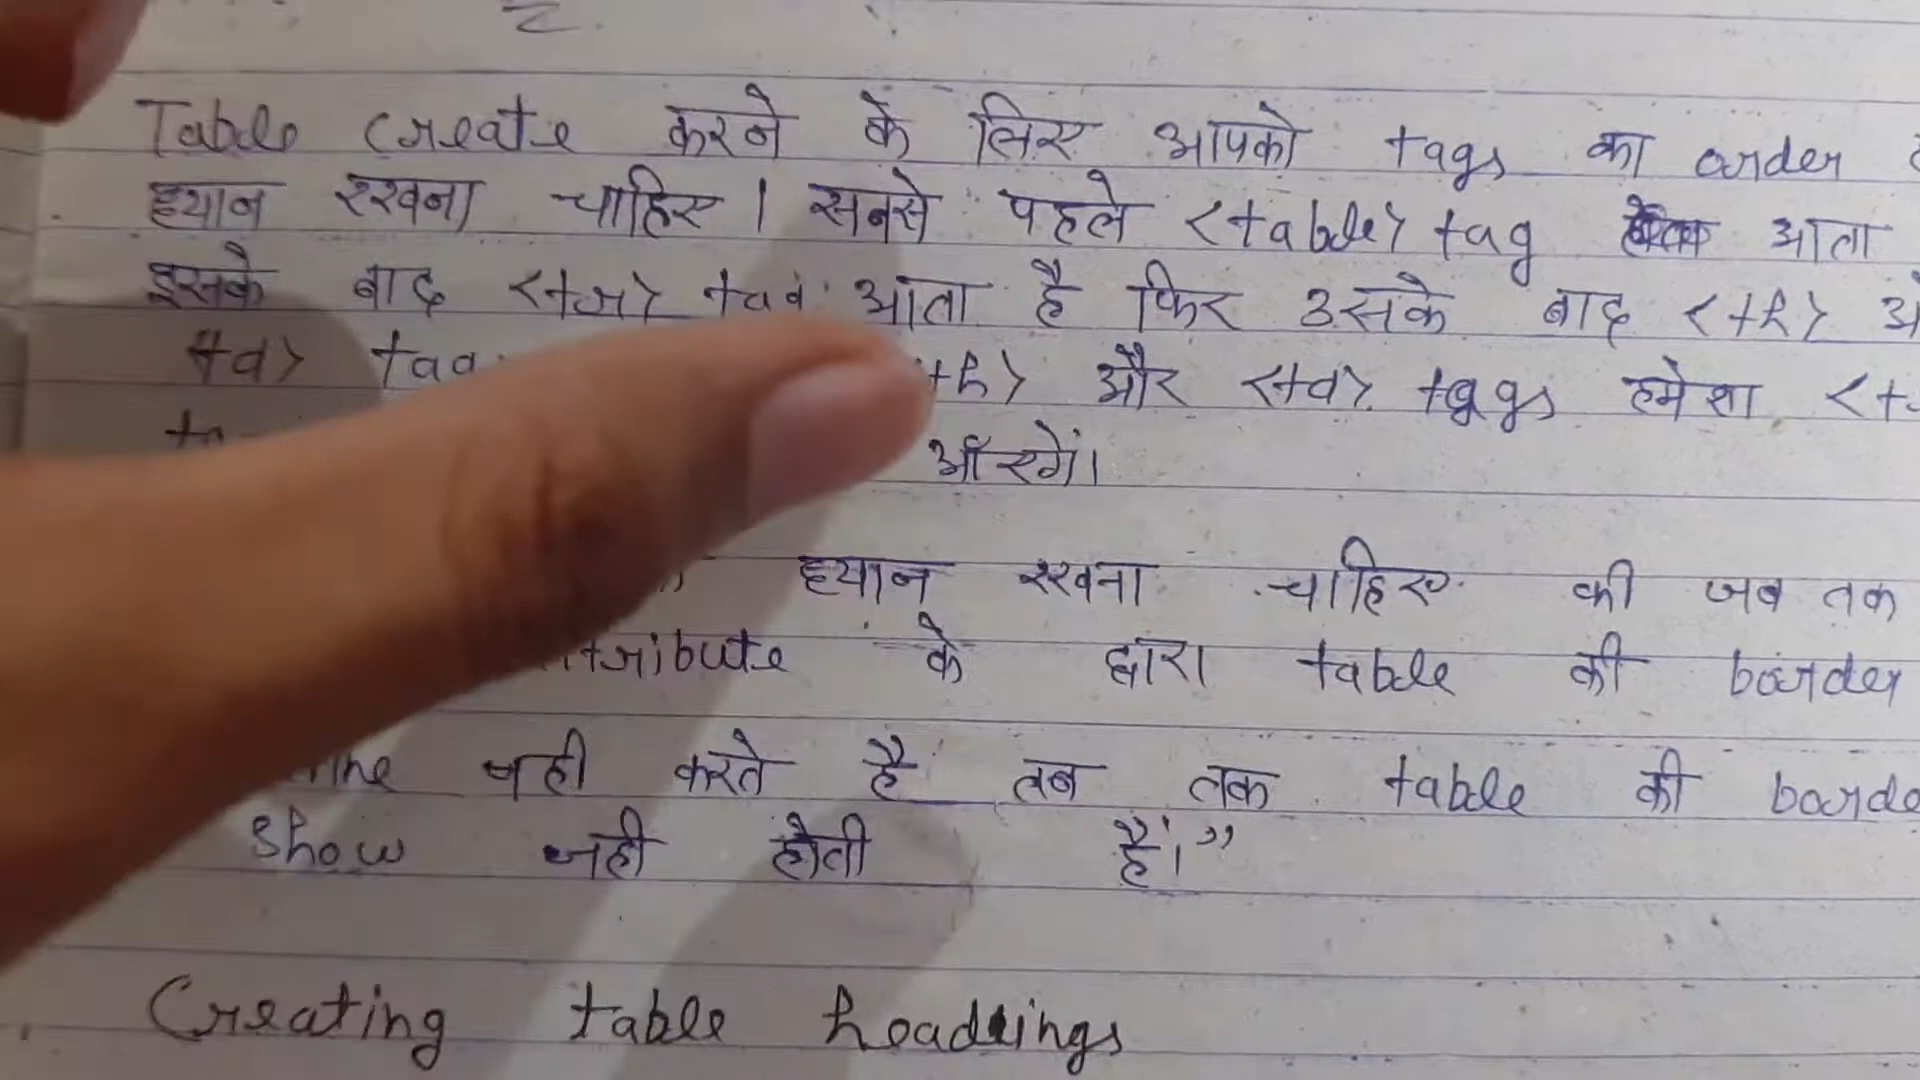 Table create करने के लिए आपको tags का order
ध्यान रखना चाहिए । सबसे पहले <table> tag आता
इसके बाद <tr> आता है फिर उसके बाद <th>
td> tag th> और <td> tags हमेशा <t
आएगें।
ध्यान रखना चाहिए की जब तक
attribute के द्वारा table की border
नही करते है तब तक table की borde
Show नही होती है।”
Creating table headings